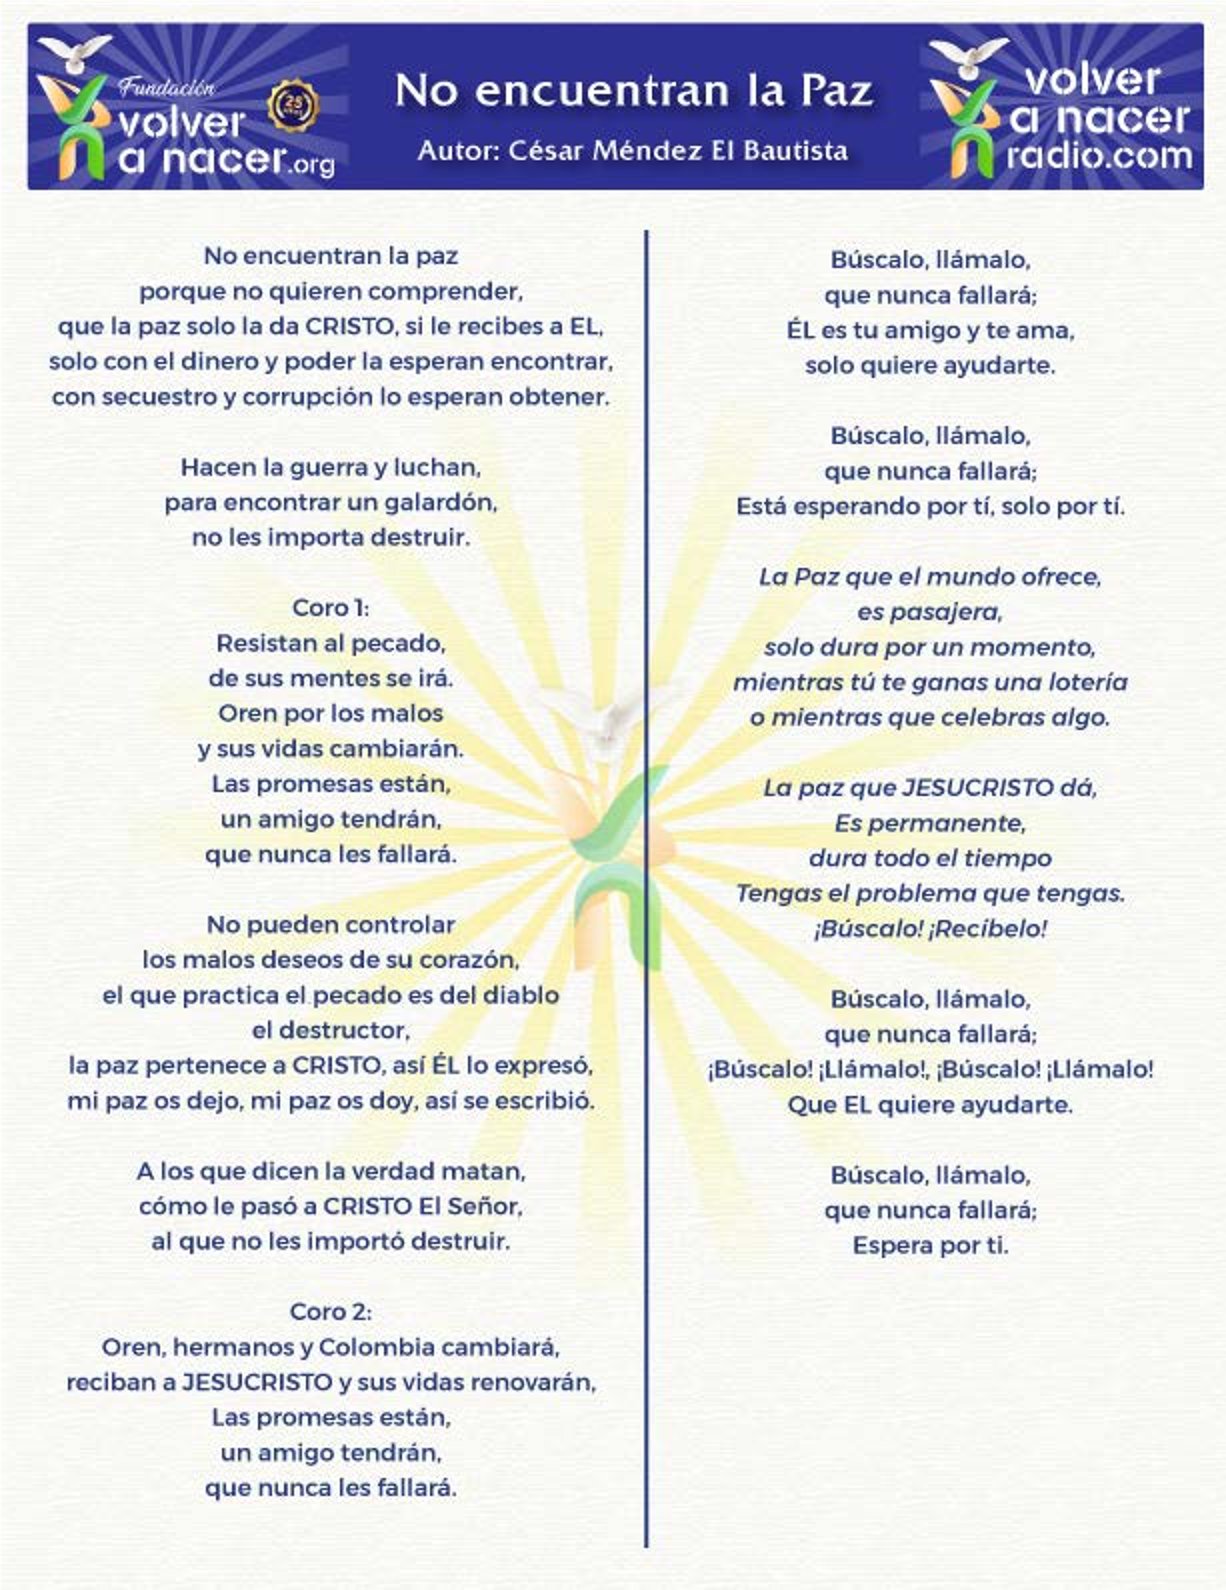 Fundación
volver
a nacer.org
25
No encuentran la Paz
Autor: César Méndez El Bautista
volver
a nacer
radio.com
No encuentran la paz
porque no quieren comprender,
que la paz solo la da CRISTO, si le recibes a EL,
solo con el dinero y poder la esperan encontrar,
con secuestro y corrupción lo esperan obtener.
Hacen la guerra y luchan,
para encontrar un galardón,
no les importa destruir.
Coro 1:
Resistan al pecado,
de sus mentes se irá.
Oren por los malos
y sus vidas cambiarán.
Las promesas están,
un amigo tendrán,
que nunca les fallará.
No pueden controlar
los malos deseos de su corazón,
el que practica el pecado es del diablo
el destructor,
la paz pertenece a CRISTO, así ÉL lo expresó,
mi paz os dejo, mi paz os doy, así se escribió.
A los que dicen la verdad matan,
cómo le pasó a CRISTO El Señor,
al que no les importó destruir.
Coro 2:
Oren, hermanos y Colombia cambiará,
reciban a JESUCRISTO y sus vidas renovarán,
Las promesas están,
un amigo tendrán,
que nunca les fallará.
Búscalo, llámalo,
que nunca fallará;
ÉL es tu amigo y te ama,
solo quiere ayudarte.
Búscalo, llámalo,
que nunca fallará;
Está esperando por tí, solo por tí.
La Paz que el mundo ofrece,
es pasajera,
solo dura por un momento,
mientras tú te ganas una lotería
o mientras que celebras algo.
La paz que JESUCRISTO dá,
Es permanente,
dura todo el tiempo
Tengas el problema que tengas.
¡Búscalo! ¡Recíbelo!
Búscalo, llámalo,
que nunca fallará;
¡Búscalo! ¡Llámalo!, ¡Búscalo! ¡Llámalo!
Que EL quiere ayudarte.
Búscalo, llámalo,
que nunca fallará;
Espera por ti.